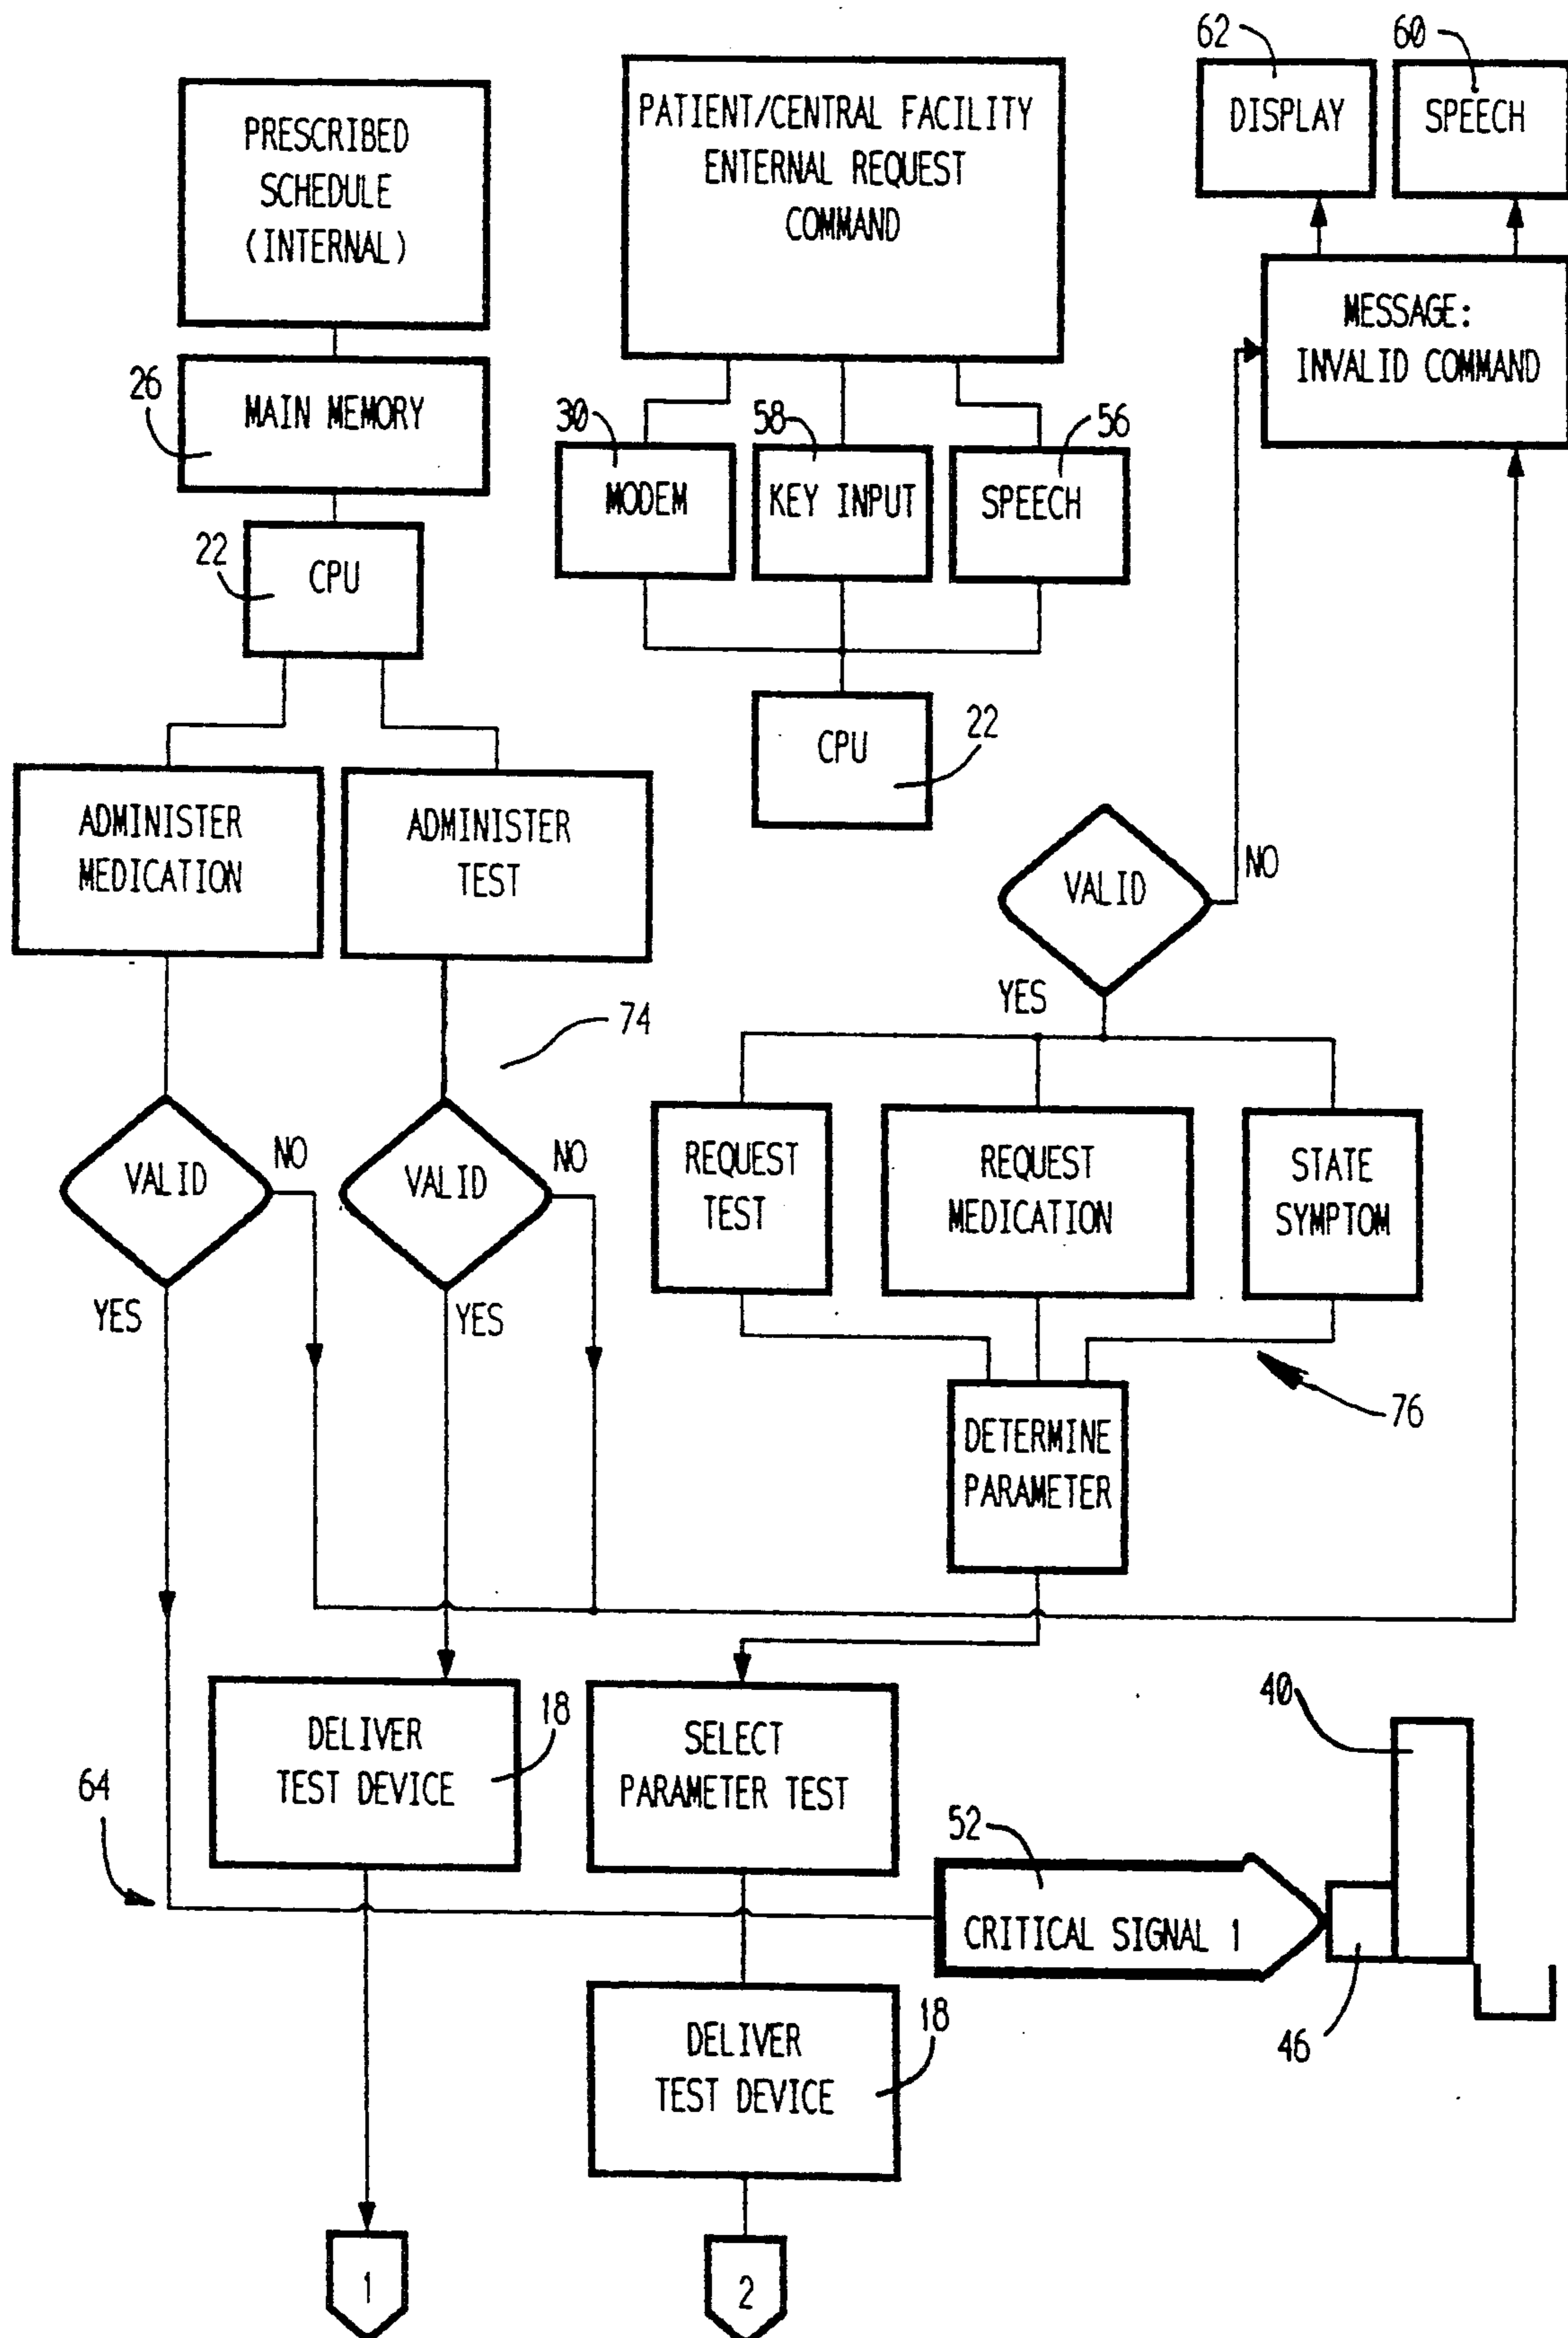 62
60
DISPLAY
SPEECH
PRESCRIBED
SCHEDULE
(INTERNAL)
PATIENT/CENTRAL FACILITY
ENTERNAL REQUEST
COMMAND
MESSAGE:
INVALID COMMAND
26
MAIN MEMORY
30
58
56
MODEM
KEY INPUT
SPEECH
22
CPU
CPU
22
ADMINISTER
MEDICATION
ADMINISTER
TEST
VALID
NO
YES
74
VALID
NO
YES
VALID
NO
YES
REQUEST
TEST
REQUEST
MEDICATION
STATE
SYMPTOM
76
DETERMINE
PARAMETER
DELIVER
TEST DEVICE
18
SELECT
PARAMETER TEST
40
64
52
CRITICAL SIGNAL 1
46
DELIVER
TEST DEVICE
18
1
2